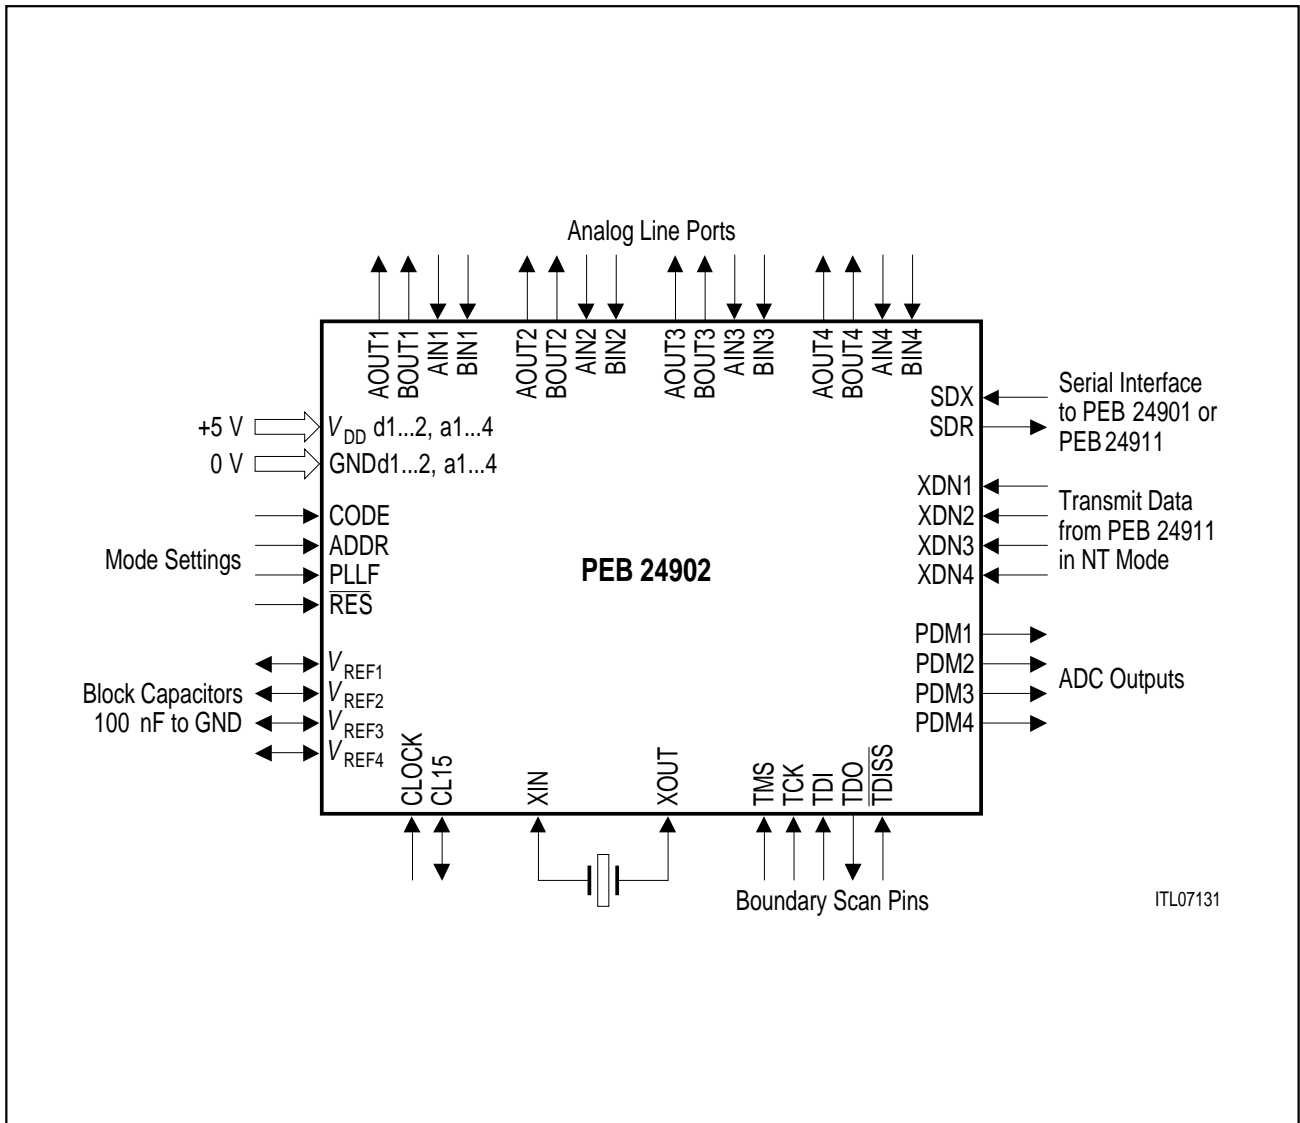 Analog Line Ports
AOUT1
BOUT1
AIN1
BIN1
AOUT2
BOUT2
AIN2
BIN2
AOUT3
BOUT3
AIN3
BIN3
AOUT4
BOUT4
AIN4
BIN4
+5 V
VDD d1...2, a1...4
0 V
GNDd1...2, a1...4
Mode Settings
CODE
ADDR
PLLF
RES
Block Capacitors
100 nF to GND
VREF1
VREF2
VREF3
VREF4
PEB 24902
SDX
SDR
Serial Interface
to PEB 24901 or
PEB 24911
XDN1
XDN2
XDN3
XDN4
Transmit Data
from PEB 24911
in NT Mode
PDM1
PDM2
PDM3
PDM4
ADC Outputs
CLOCK
CL15
XIN
XOUT
TMS
TCK
TDI
TDO
TDISS
Boundary Scan Pins
ITL07131